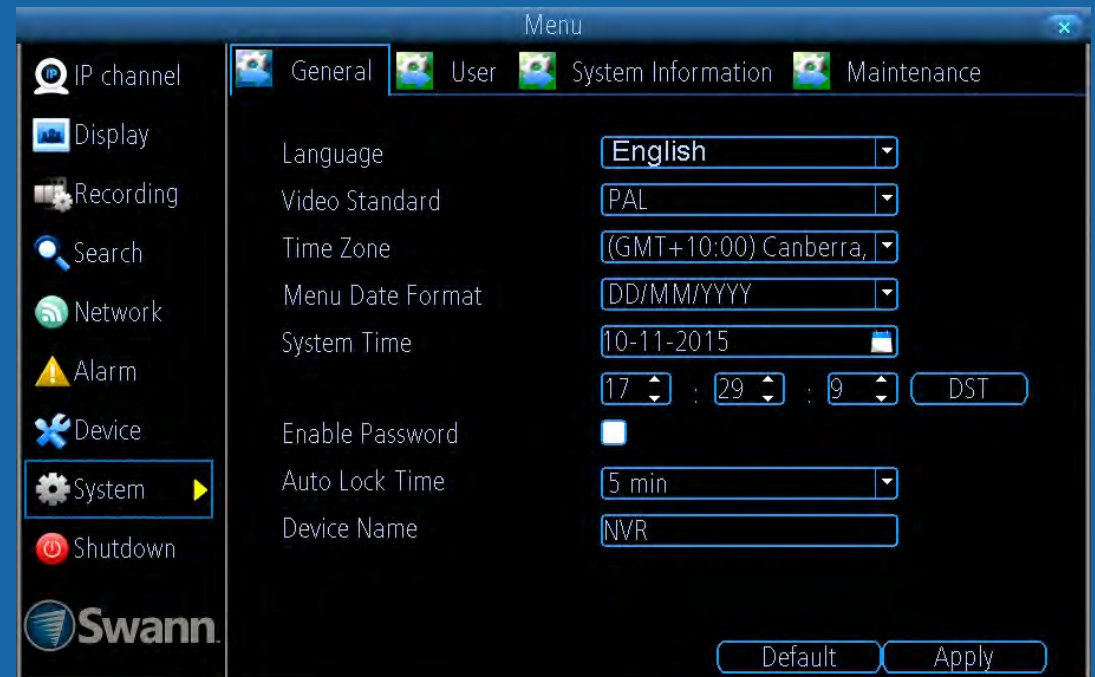 Menu
IP channel
Display
Recording
Search
Network
Alarm
Device
System
Shutdown
Swann
General User System Information Maintenance
Language English
Video Standard PAL
Time Zone (GMT+10:00) Canberra,
Menu Date Format DD/MM/YYYY
System Time 10-11-2015
17 : 29 : 9 DST
Enable Password
Auto Lock Time 5 min
Device Name NVR
Default Apply